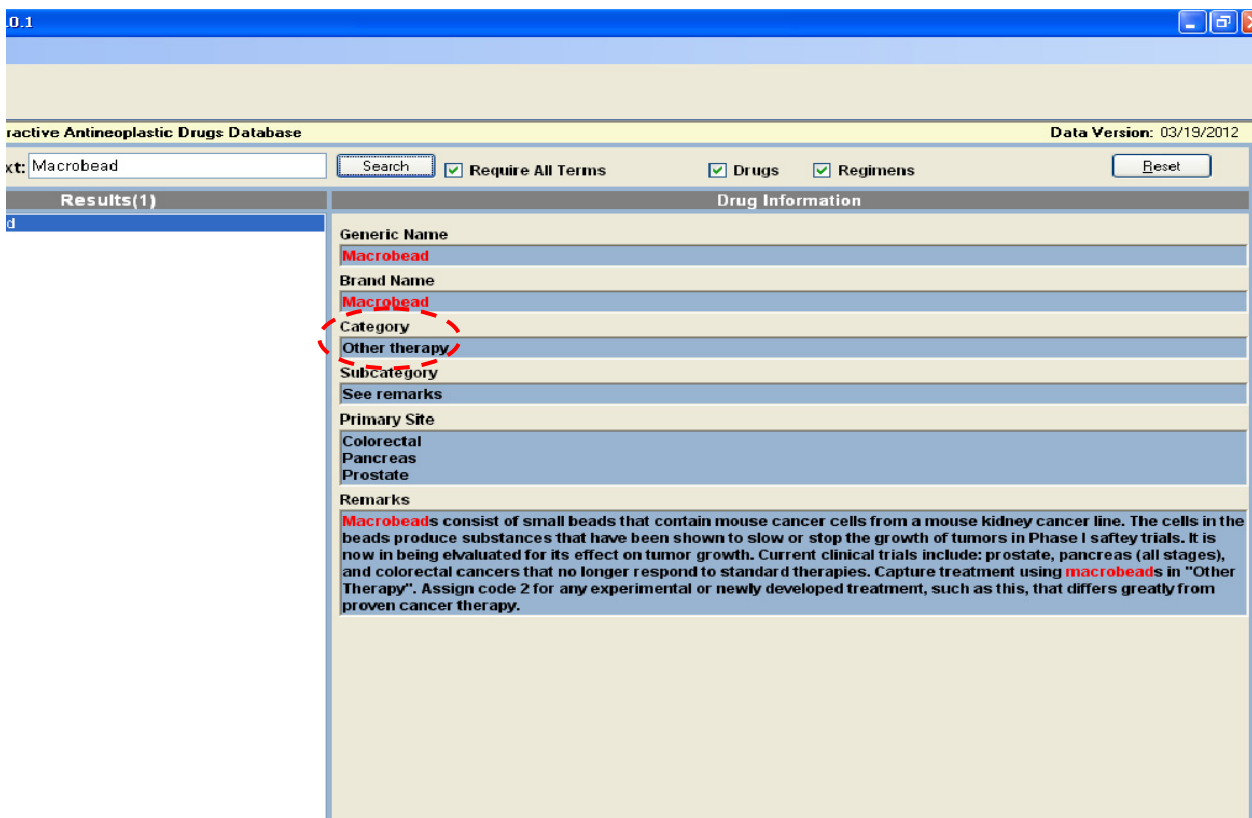 .0.1
ractive Antineoplastic Drugs Database Data Version: 03/19/2012
xt: Macrobead Search Require All Terms Drugs Regimens Reset
Results(1) Drug Information
d
Generic Name
Macrobead
Brand Name
Macrobead
Category
Other therapy
Subcategory
See remarks
Primary Site
Colorectal
Pancreas
Prostate
Remarks
Macrobeads consist of small beads that contain mouse cancer cells from a mouse kidney cancer line. The cells in the
beads produce substances that have been shown to slow or stop the growth of tumors in Phase I saftey trials. It is
now in being elvaluated for its effect on tumor growth. Current clinical trials include: prostate, pancreas (all stages),
and colorectal cancers that no longer respond to standard therapies. Capture treatment using macrobeads in "Other
Therapy". Assign code 2 for any experimental or newly developed treatment, such as this, that differs greatly from
proven cancer therapy.